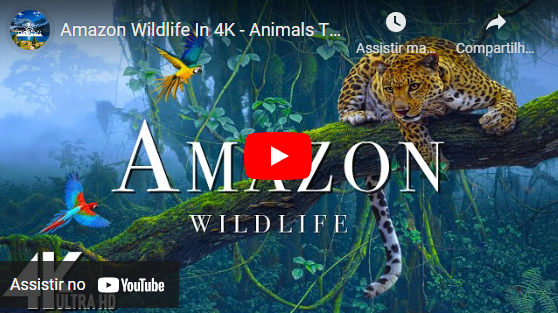 Amazon Wildlife In 4K - Animals T...
Assistir ma...
Compartilh...
AMAZON
WILDLIFE
Assistir no YouTube
4K
ULTRA HD